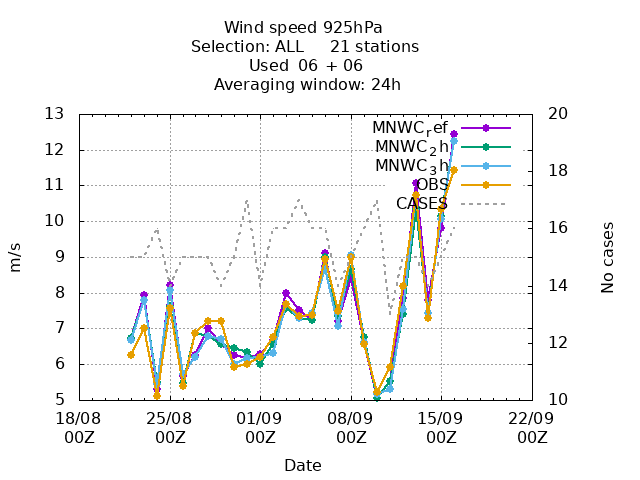 Wind speed 925hPa
Selection: ALL     21 stations
Used  06 + 06
Averaging window: 24h
13
12
11
10
9
8
7
6
5
m/s
20
18
16
14
12
10
No cases
MNWC_ref
MNWC_2h
MNWC_3h
OBS
CASES
18/08 25/08 01/09 08/09 15/09 22/09
00Z 00Z 00Z 00Z 00Z 00Z
Date